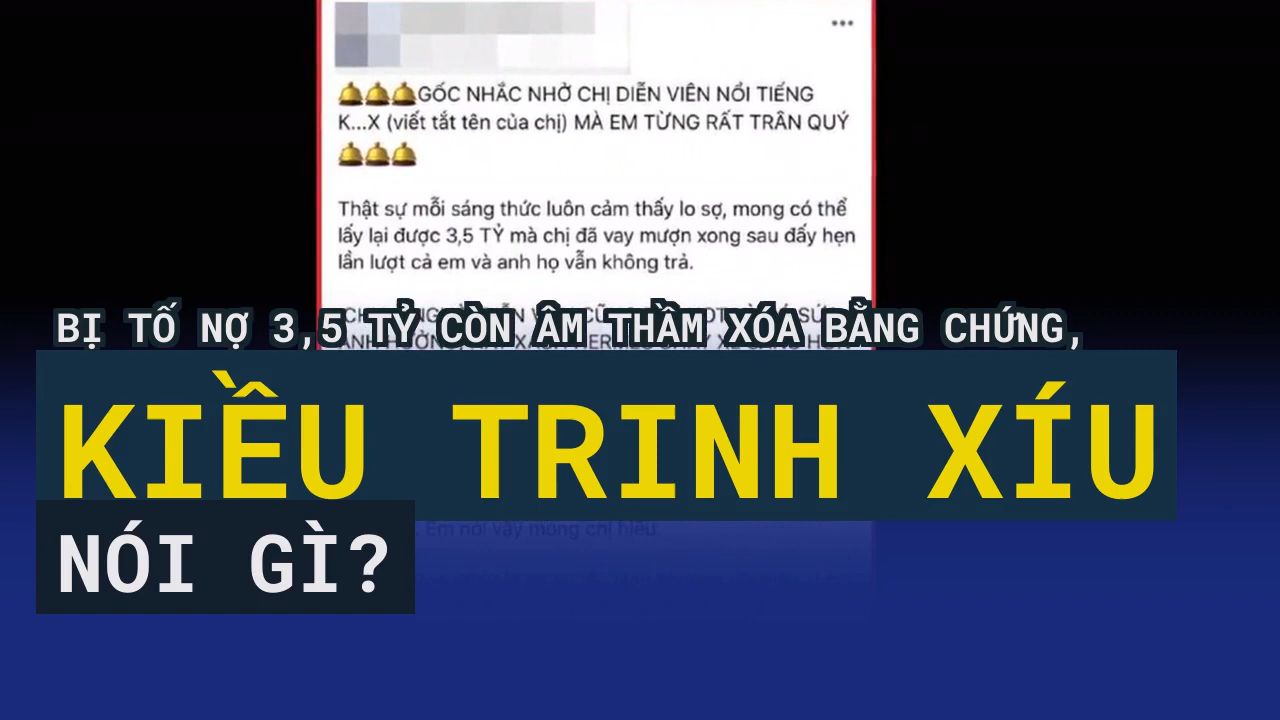 GỐC NHẮC NHỞ CHỊ DIỄN VIÊN NỔI TIẾNG
K...X (viết tắt tên của chị) MÀ EM TỪNG RẤT TRÂN QUÝ
Thật sự mỗi sáng thức luôn cảm thấy lo sợ, mong có thể
lấy lại được 3,5 TỶ mà chị đã vay mượn xong sau đấy hẹn
lần lượt cả em và anh họ vẫn không trả.
BỊ TỐ NỢ 3,5 TỶ CÒN ÂM THẦM XÓA BẰNG CHỨNG,
KIỀU TRINH XÍU
NÓI GÌ?
. Em nói vậy mong chị hiểu.